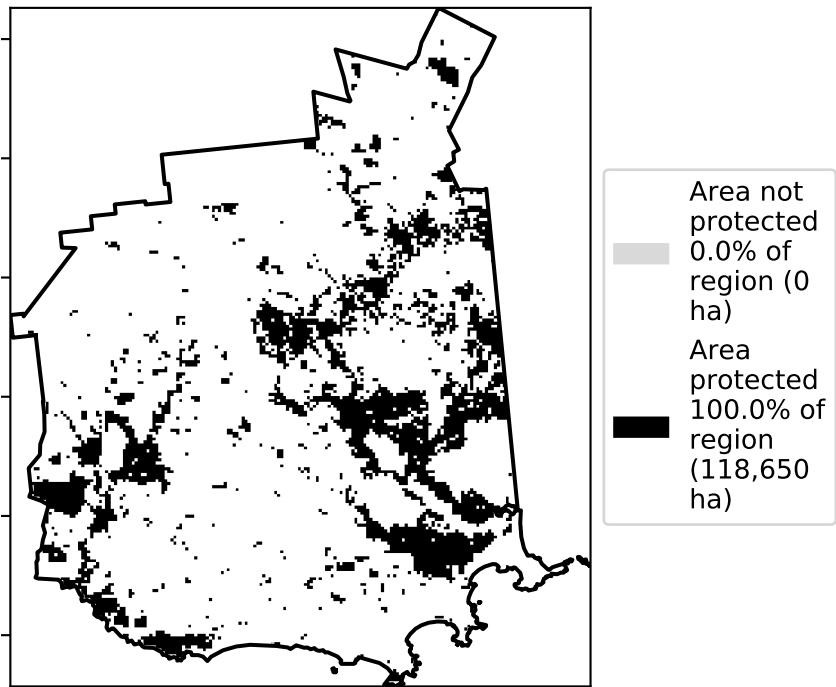 Area not
protected
0.0% of
region (0
ha)
Area
protected
100.0% of
region
(118,650
ha)